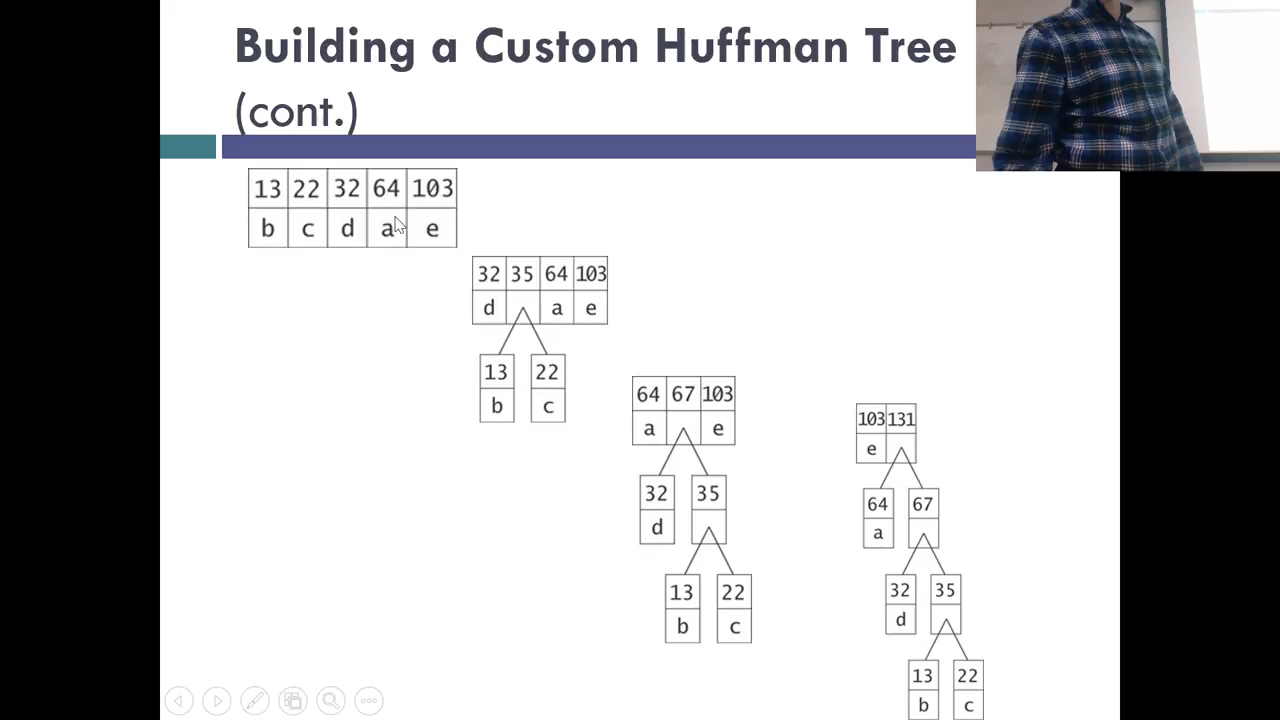 Building a Custom Huffman Tree
(cont.)
13 22 32 64 103
b c d a e
32 35 64 103
d a e
13 22
b c
64 67 103
a e
32 35
d
13 22
b c
103 131
e
64 67
a
32 35
d
13 22
b c